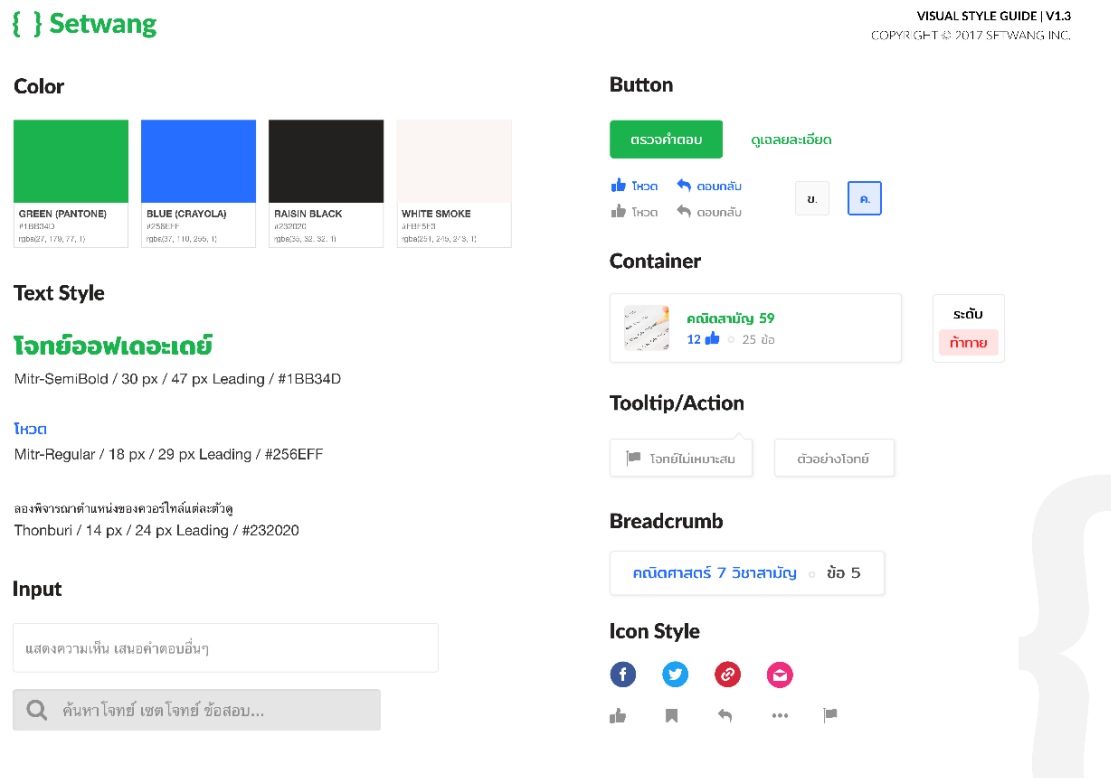 { } Setwang
VISUAL STYLE GUIDE | V1.3
COPYRIGHT © 2017 SETWANG INC.
Color
GREEN (PANTONE)
#1BB34D
rgba(27, 179, 77, 1)
BLUE (CRAYOLA)
#256EFF
rgba(37, 110, 255, 1)
RAISIN BLACK
#232020
rgba(35, 32, 32, 1)
WHITE SMOKE
#FBF5F3
rgba(251, 245, 243, 1)
Text Style
โจทย์ออฟเดอะเดย์
Mitr-SemiBold / 30 px / 47 px Leading / #1BB34D
โหวต
Mitr-Regular / 18 px / 29 px Leading / #256EFF
ลองพิจารณาตำแหน่งของควอร์ไทล์แต่ละตัวดู
Thonburi / 14 px / 24 px Leading / #232020
Input
แสดงความเห็น เสนอคำตอบอื่นๆ
ค้นหาโจทย์ เซตโจทย์ ข้อสอบ...
Button
ตรวจคำตอบ
ดูเฉลยละเอียด
โหวต ตอบกลับ
โหวต ตอบกลับ
ข. ค.
Container
คณิตสามัญ 59
12 25 ข้อ
ระดับ
ท้าทาย
Tooltip/Action
โจทย์ไม่เหมาะสม
ตัวอย่างโจทย์
Breadcrumb
คณิตศาสตร์ 7 วิชาสามัญ ข้อ 5
Icon Style